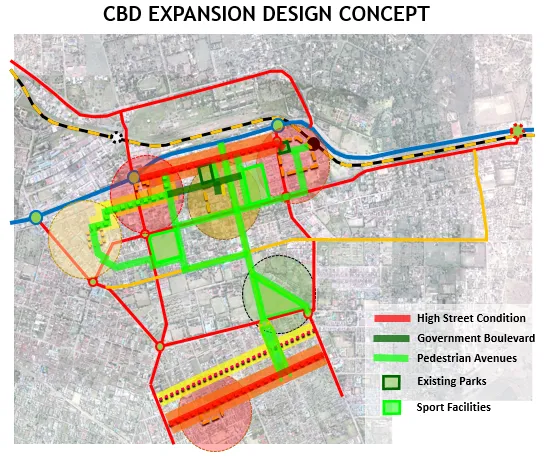 CBD EXPANSION DESIGN CONCEPT
High Street Condition
Government Boulevard
Pedestrian Avenues
Existing Parks
Sport Facilities